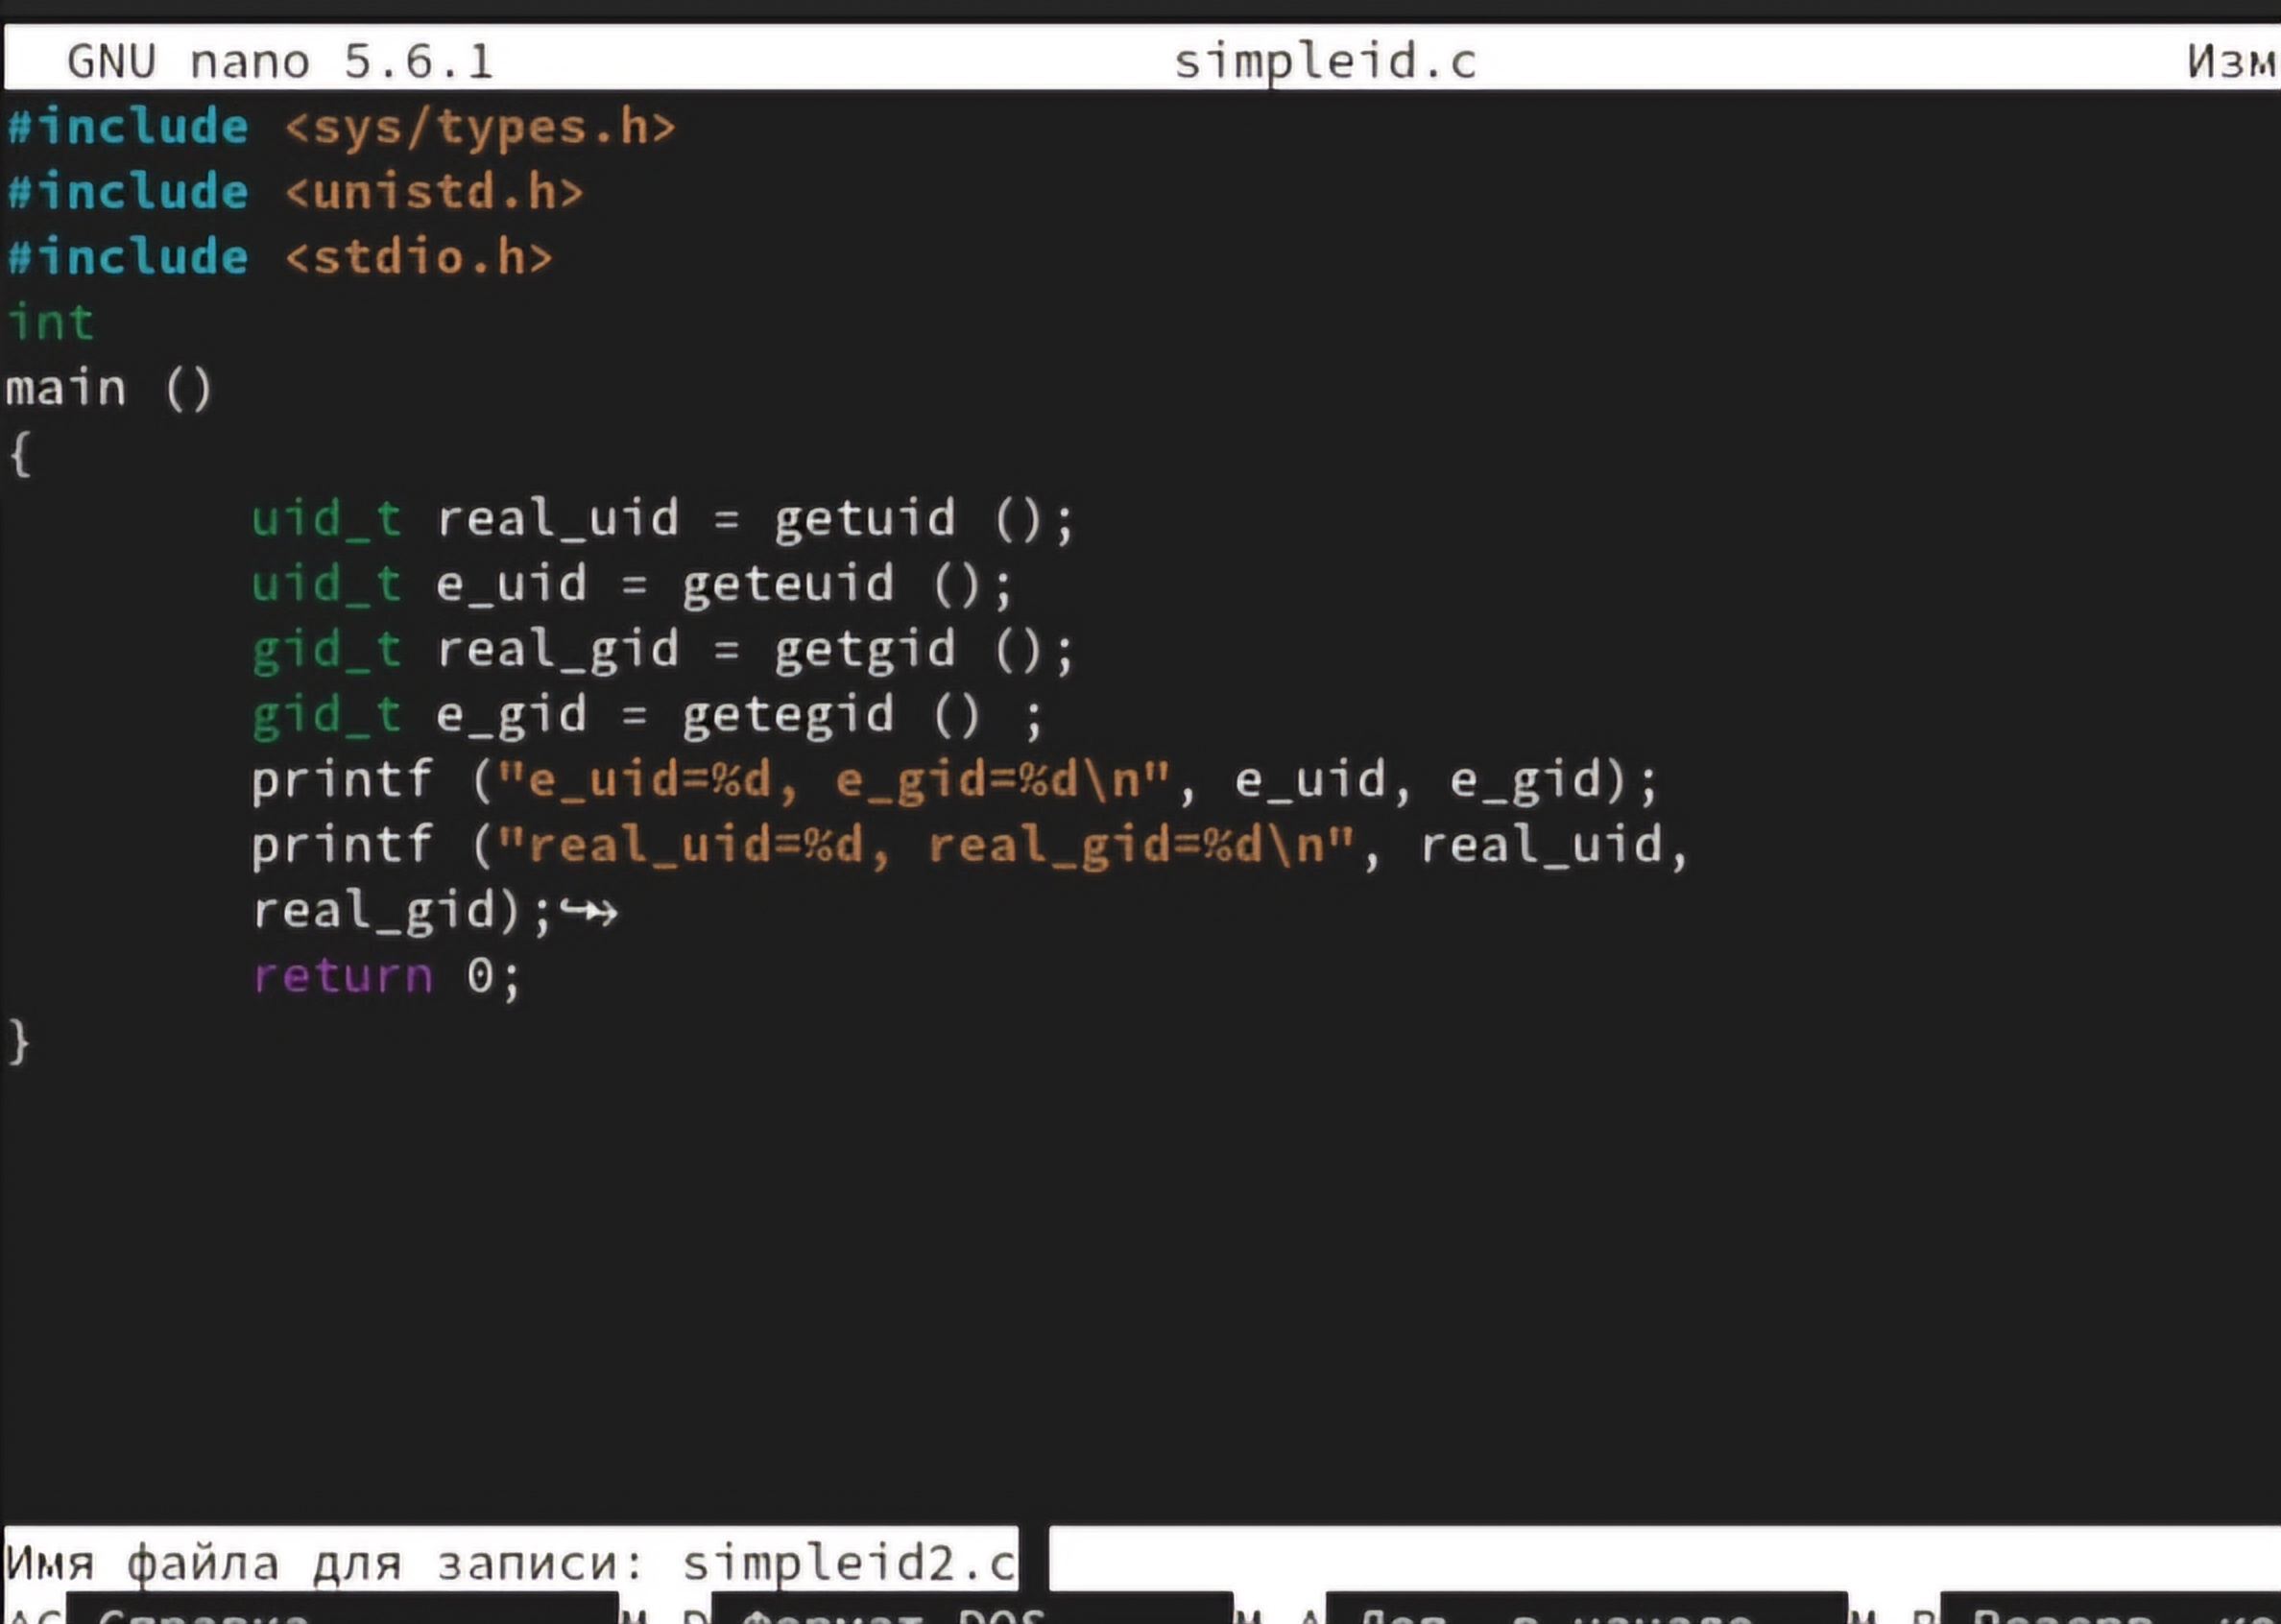 GNU nano 5.6.1 simpleid.c Изм
#include <sys/types.h>
#include <unistd.h>
#include <stdio.h>
int
main ()
{
        uid_t real_uid = getuid ();
        uid_t e_uid = geteuid ();
        gid_t real_gid = getgid ();
        gid_t e_gid = getegid () ;
        printf ("e_uid=%d, e_gid=%d\n", e_uid, e_gid);
        printf ("real_uid=%d, real_gid=%d\n", real_uid,
        real_gid);↪→
        return 0;
}
Имя файла для записи: simpleid2.c